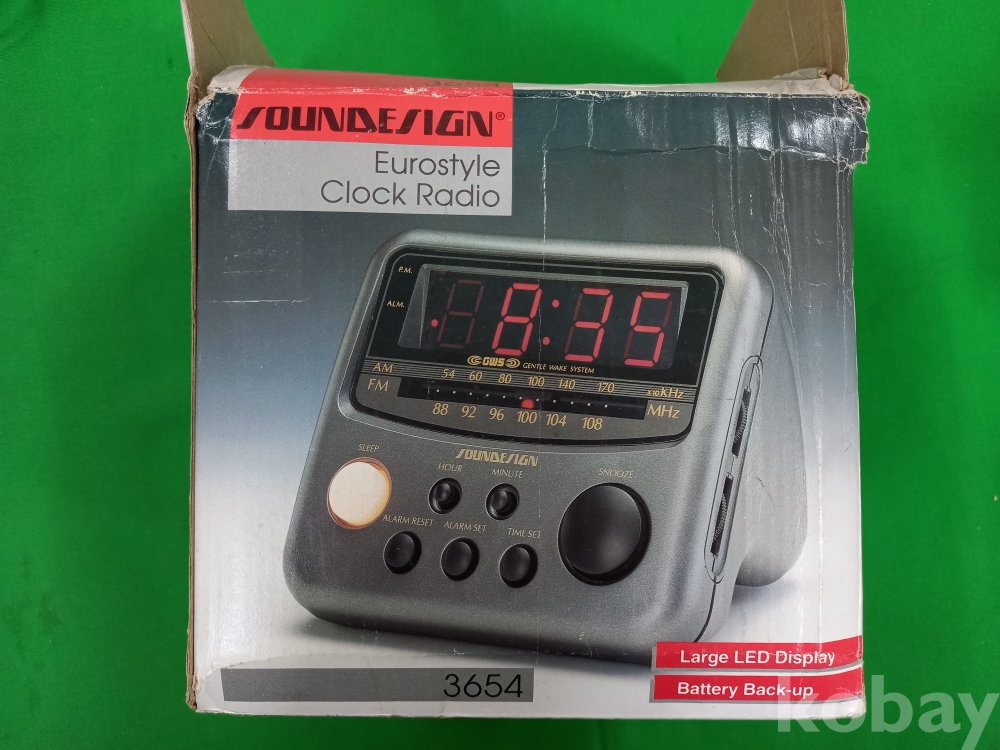 3654
SOUNDESIGN®
Eurostyle
Clock Radio
P.M.
ALM.
8:35
GWS GENTLE WAKE SYSTEM
AM 54 60 80 100 140 170 x10 KHz
FM 88 92 96 100 104 108 MHz
SOUNDESIGN
SLEEP HOUR MINUTE SNOOZE
ALARM RESET ALARM SET TIME SET
Large LED Display
3654
Battery Back-up
kobay